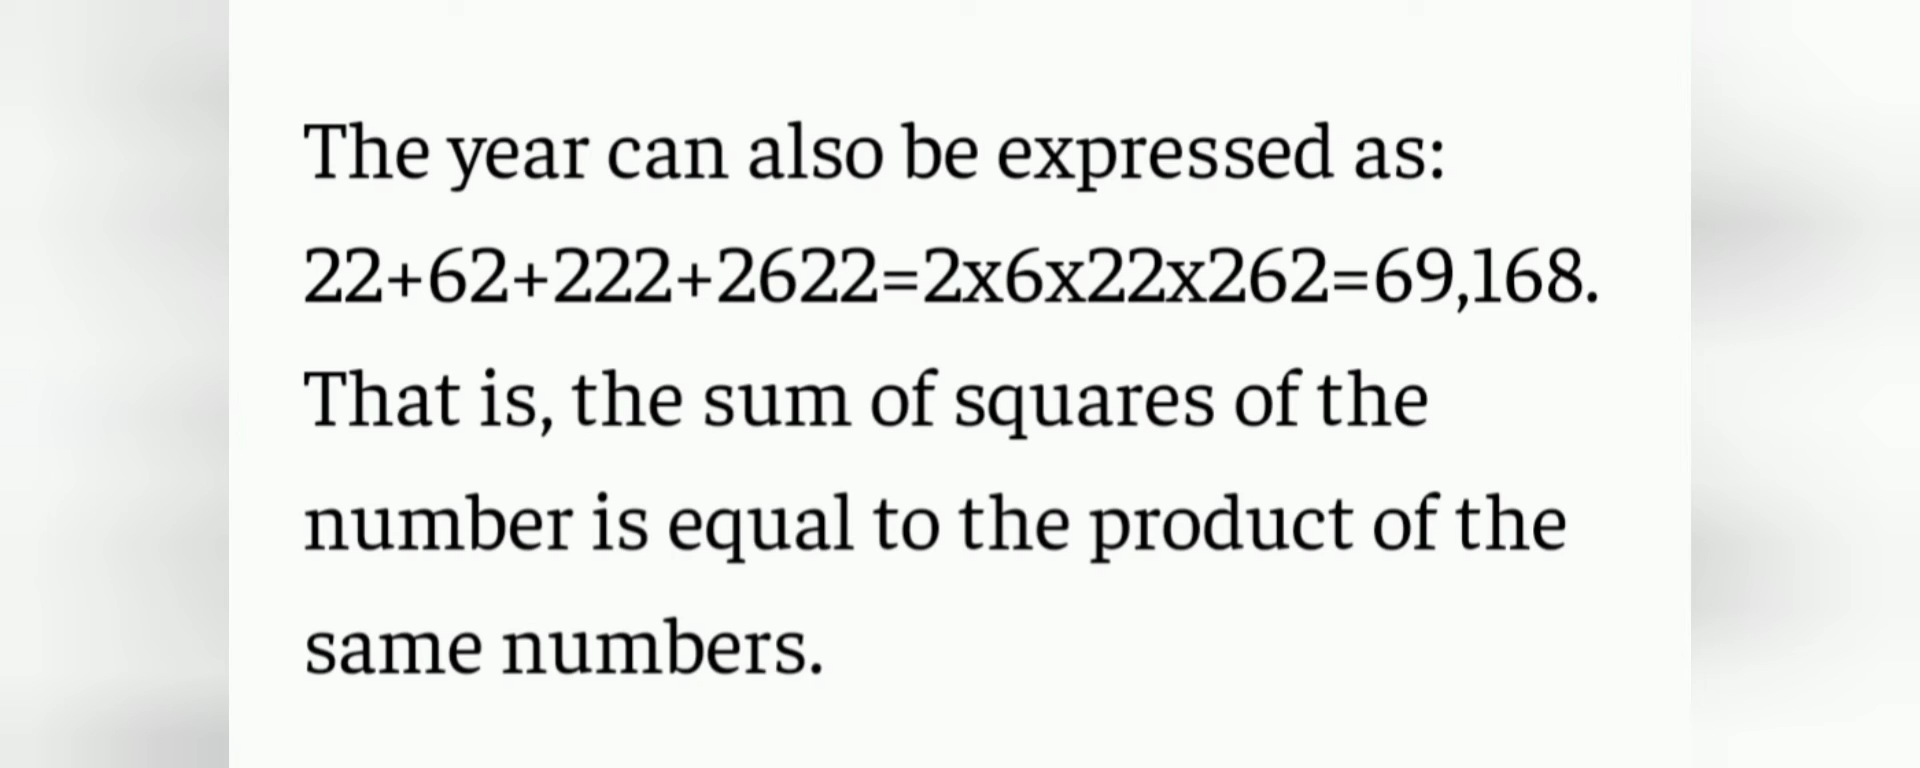 The year can also be expressed as:
22+62+222+2622=2x6x22x262=69,168.
That is, the sum of squares of the
number is equal to the product of the
same numbers.